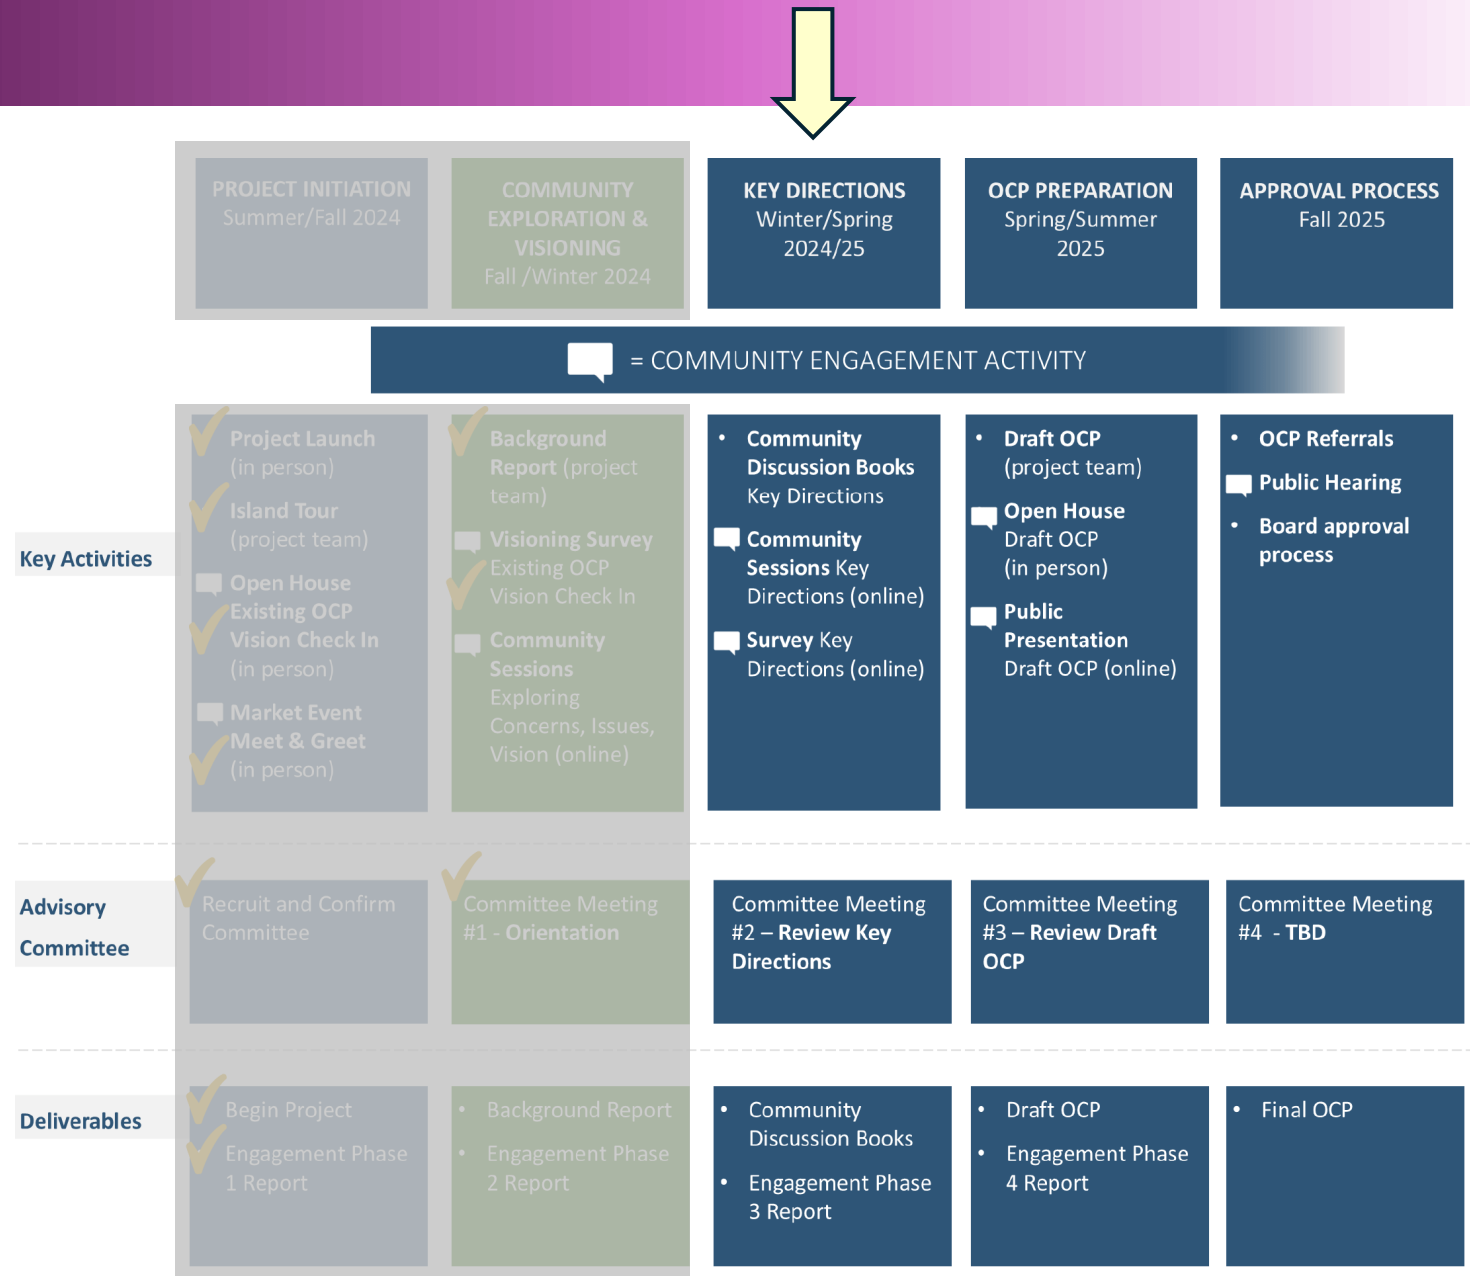 PROJECT INITIATION
Summer/Fall 2024
COMMUNITY
EXPLORATION &
VISIONING
Fall /Winter 2024
KEY DIRECTIONS
Winter/Spring
2024/25
OCP PREPARATION
Spring/Summer
2025
APPROVAL PROCESS
Fall 2025
= COMMUNITY ENGAGEMENT ACTIVITY
Key Activities
Project Launch
(in person)
Island Tour
(project team)
Open House
Existing OCP
Vision Check In
(in person)
Market Event
Meet & Greet
(in person)
Background
Report (project
team)
Visioning Survey
Existing OCP
Vision Check In
Community
Sessions
Exploring
Concerns, Issues,
Vision (online)
• Community
Discussion Books
Key Directions
Community
Sessions Key
Directions (online)
Survey Key
Directions (online)
• Draft OCP
(project team)
Open House
Draft OCP
(in person)
Public
Presentation
Draft OCP (online)
• OCP Referrals
Public Hearing
• Board approval
process
Advisory
Committee
Recruit and Confirm
Committee
Committee Meeting
#1 - Orientation
Committee Meeting
#2 – Review Key
Directions
Committee Meeting
#3 – Review Draft
OCP
Committee Meeting
#4 - TBD
Deliverables
Begin Project
Engagement Phase
1 Report
• Background Report
• Engagement Phase
2 Report
• Community
Discussion Books
• Engagement Phase
3 Report
• Draft OCP
• Engagement Phase
4 Report
• Final OCP